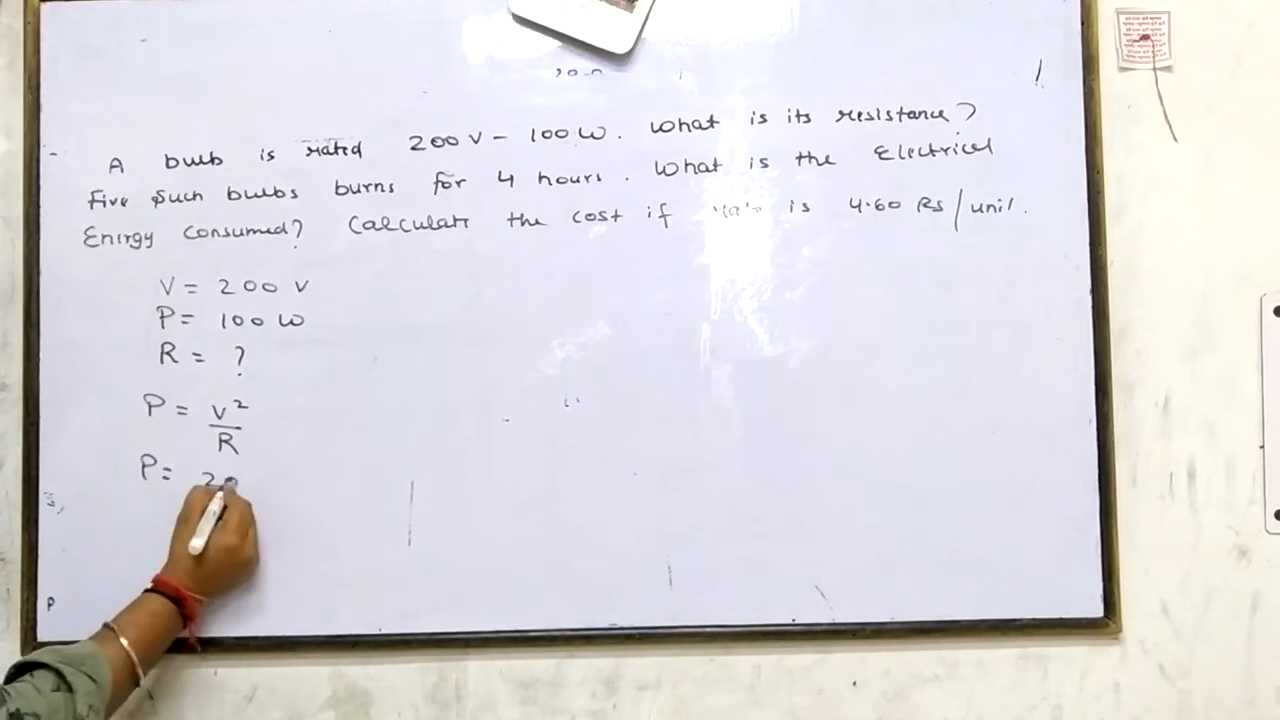 A bulb is rated 200 V - 100 W. What is its resistance?
Five such bulbs burns for 4 hours. What is the Electrical
Energy Consumed? Calculate the cost if is 4.60 Rs/unit.
V = 200 V
P = 100 W
R = ?
P = V²/R
P = 20
P